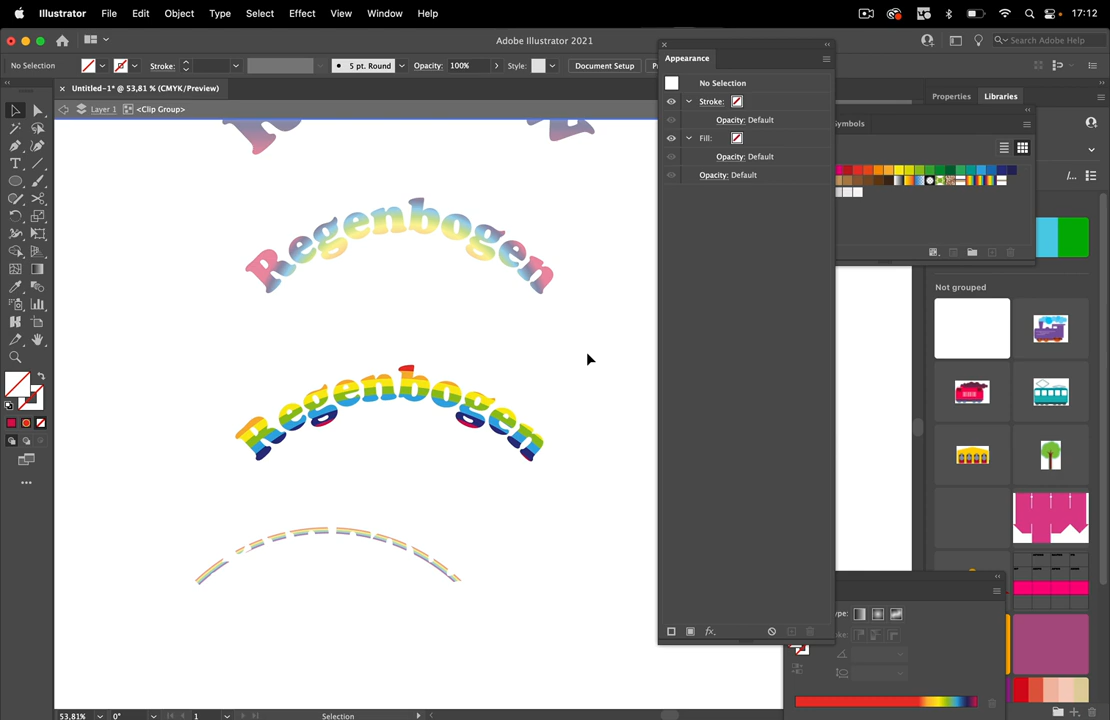 Illustrator File Edit Object Type Select Effect View Window Help 17:12
Adobe Illustrator 2021
Search Adobe Help
No Selection Stroke: 5 pt. Round Opacity: 100% Style: Document Setup
Appearance
Untitled-1* @ 53,81 % (CMYK/Preview)
Layer 1 <Clip Group>
No Selection
Stroke:
Opacity: Default
Fill:
Opacity: Default
Opacity: Default
Properties Libraries
Symbols
Regenbogen
Regenbogen
Not grouped
fx.
53,81% 0° 1 Selection